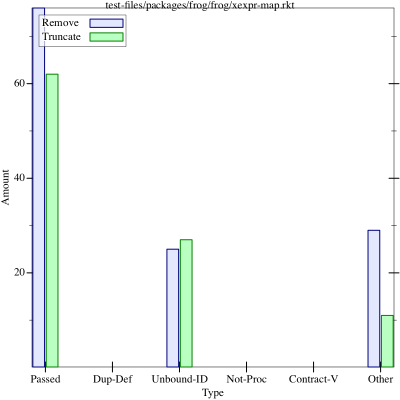 test-files/packages/frog/frog/xexpr-map.rkt
Remove
Truncate
60
40
20
Amount
Passed Dup-Def Unbound-ID Not-Proc Contract-V Other
Type